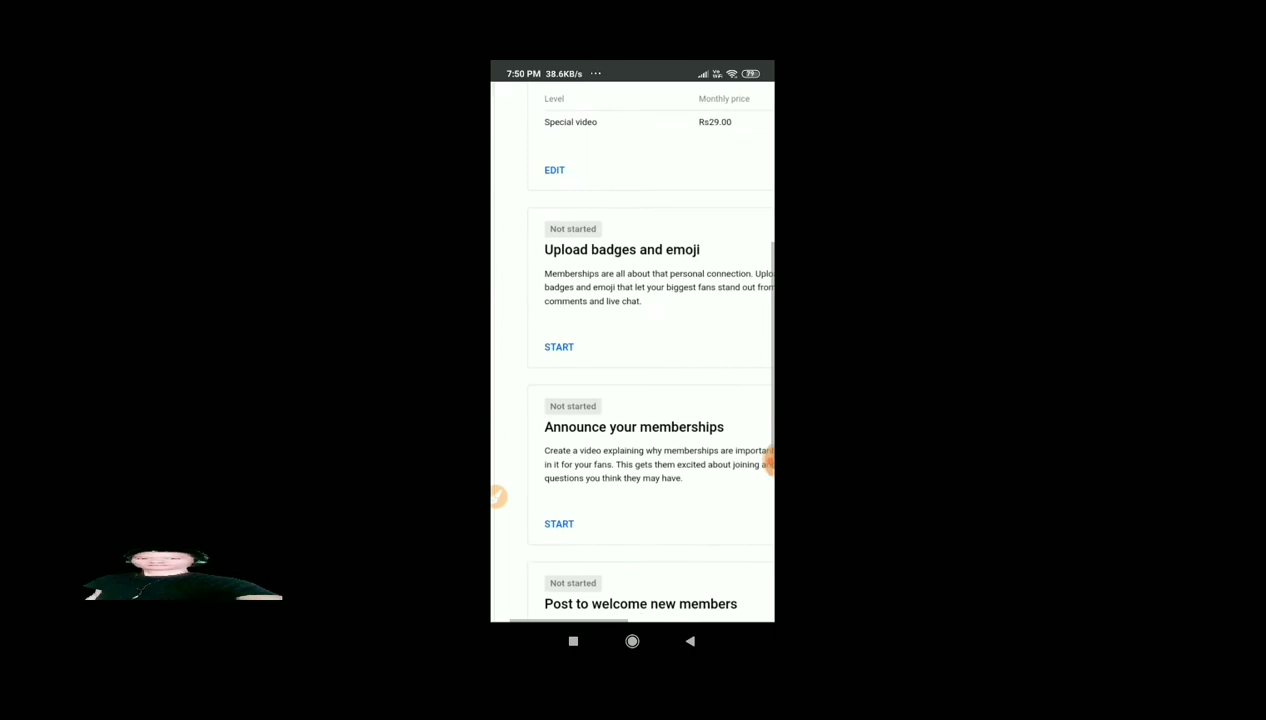 7:50 PM 38.6KB/s ... 79
Level Monthly price
Special video Rs29.00
EDIT
Not started
Upload badges and emoji
Memberships are all about that personal connection. Uplo
badges and emoji that let your biggest fans stand out from
comments and live chat.
START
Not started
Announce your memberships
Create a video explaining why memberships are importan
in it for your fans. This gets them excited about joining a
questions you think they may have.
START
Not started
Post to welcome new members